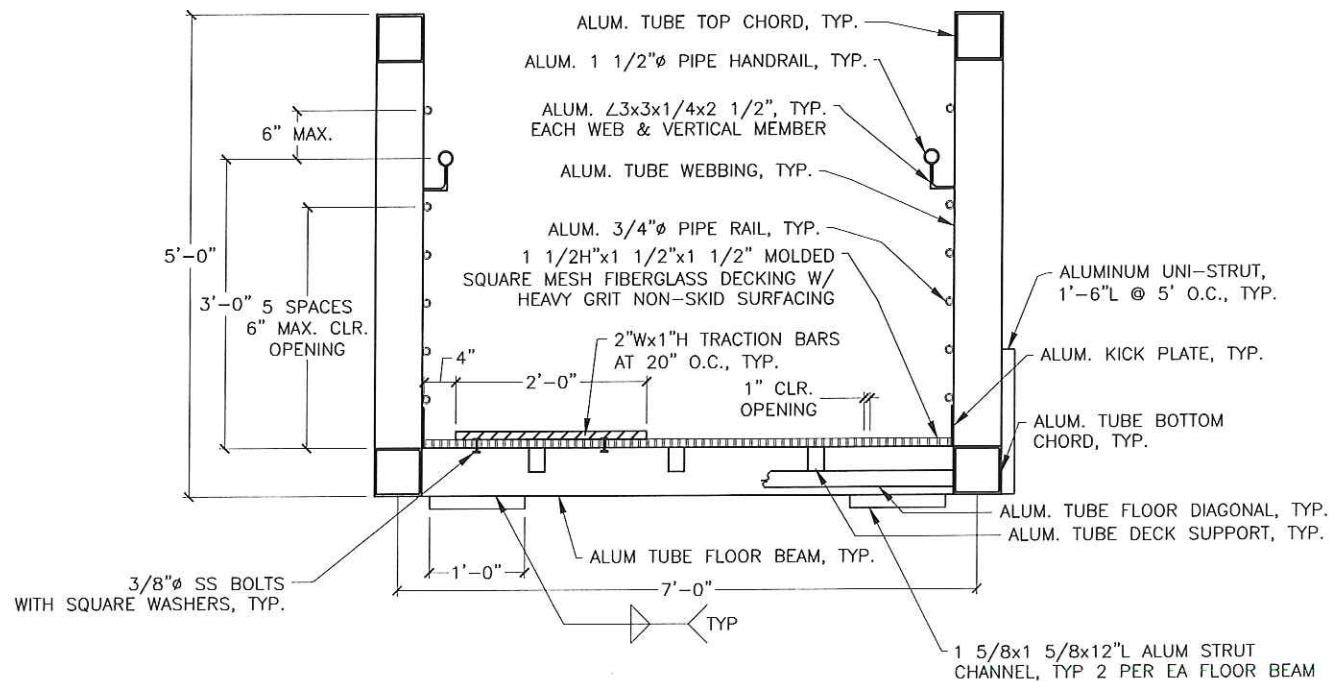 ALUM. TUBE TOP CHORD, TYP.
ALUM. 1 1/2"ø PIPE HANDRAIL, TYP.
ALUM. ∠3x3x1/4x2 1/2", TYP.
EACH WEB & VERTICAL MEMBER
6" MAX.
ALUM. TUBE WEBBING, TYP.
ALUM. 3/4"ø PIPE RAIL, TYP.
1 1/2H"x1 1/2"x1 1/2" MOLDED
SQUARE MESH FIBERGLASS DECKING W/
HEAVY GRIT NON-SKID SURFACING
5'-0"
3'-0"
5 SPACES
6" MAX. CLR.
OPENING
ALUMINUM UNI-STRUT,
1'-6"L @ 5' O.C., TYP.
2"Wx1"H TRACTION BARS
AT 20" O.C., TYP.
ALUM. KICK PLATE, TYP.
4"
2'-0"
1" CLR.
OPENING
ALUM. TUBE BOTTOM
CHORD, TYP.
ALUM. TUBE FLOOR DIAGONAL, TYP.
ALUM. TUBE DECK SUPPORT, TYP.
ALUM TUBE FLOOR BEAM, TYP.
3/8"ø SS BOLTS
WITH SQUARE WASHERS, TYP.
1'-0"
7'-0"
TYP
1 5/8x1 5/8x12"L ALUM STRUT
CHANNEL, TYP 2 PER EA FLOOR BEAM